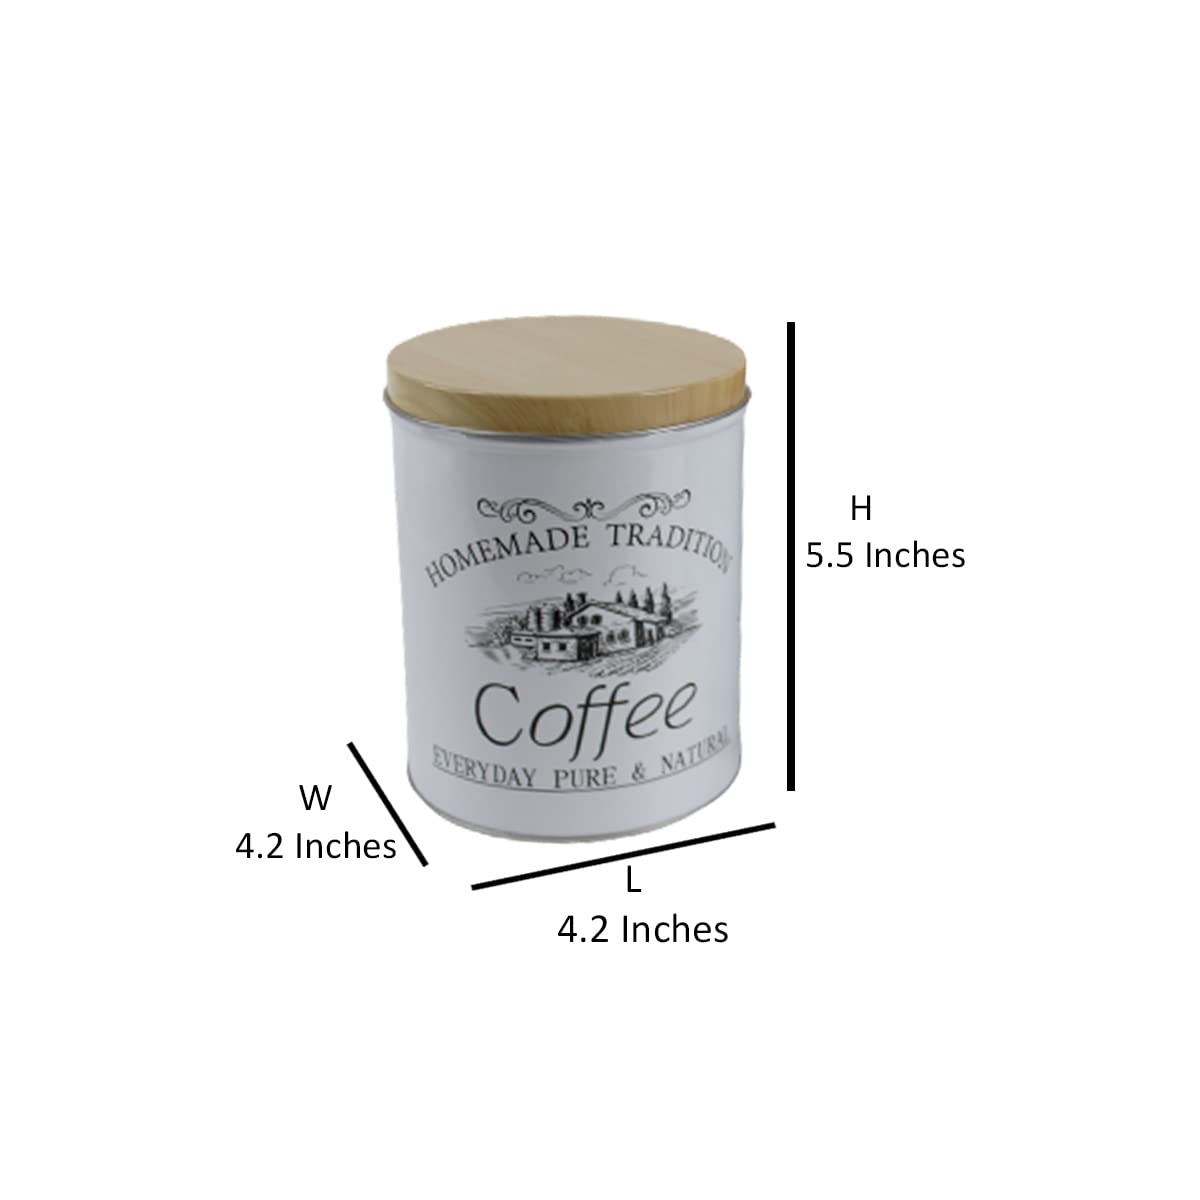 HOMEMADE TRADITION
Coffee
EVERYDAY PURE & NATURAL
H
5.5 Inches
W
4.2 Inches
L
4.2 Inches